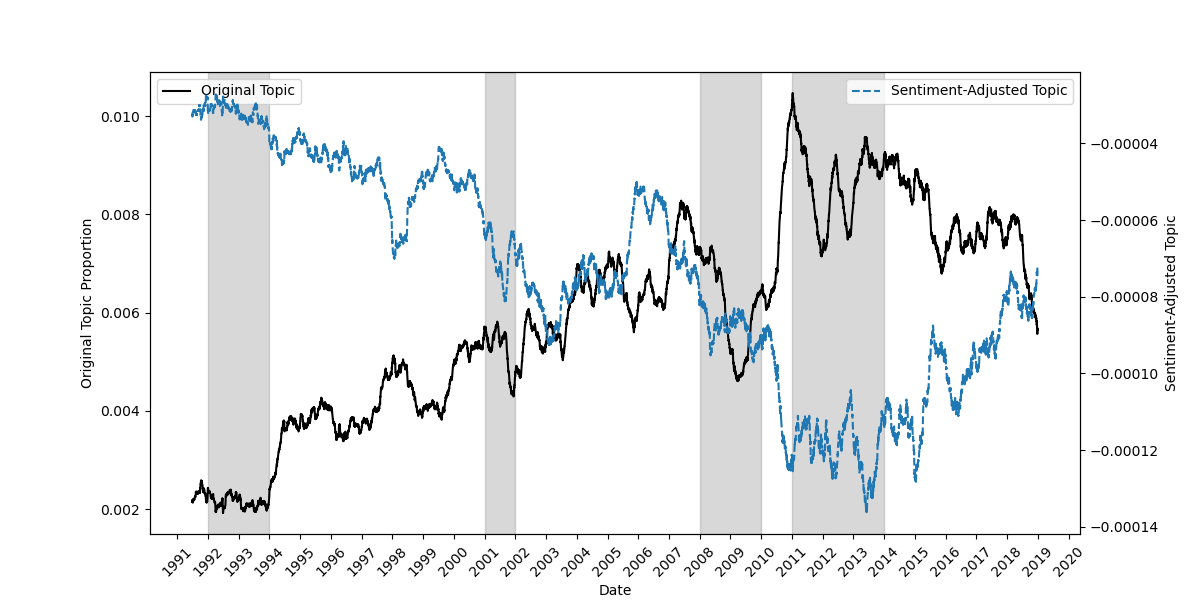 Original Topic
Sentiment-Adjusted Topic
Original Topic Proportion
0.010
0.008
0.006
0.004
0.002
−0.00004
−0.00006
−0.00008
−0.00010
−0.00012
−0.00014
Sentiment-Adjusted Topic
1991 1992 1993 1994 1995 1996 1997 1998 1999 2000 2001 2002 2003 2004 2005 2006 2007 2008 2009 2010 2011 2012 2013 2014 2015 2016 2017 2018 2019 2020
Date